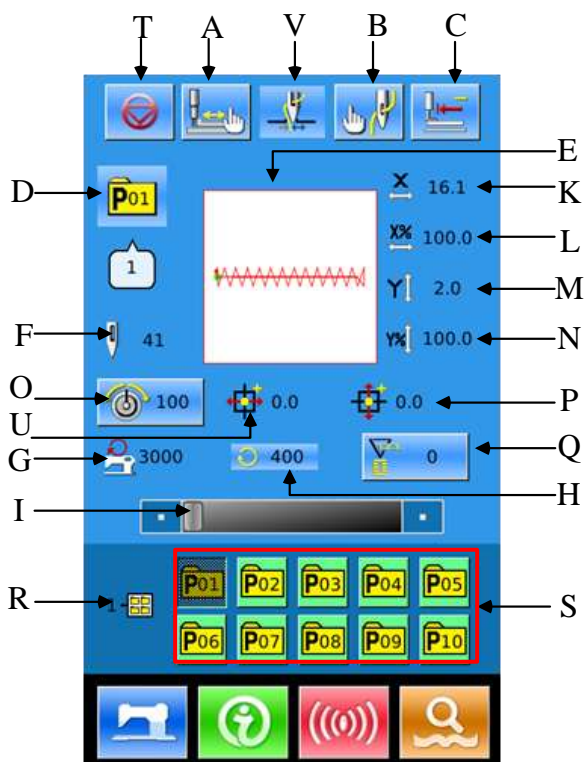 T A V B C
E
D P01 X 16.1 K
X% 100.0 L
1
Y 2.0 M
F 41 Y% 100.0 N
O 100 0.0 0.0 P
U
G 3000 400 0 Q
H
I
P01 P02 P03 P04 P05
R 1- S
P06 P07 P08 P09 P10